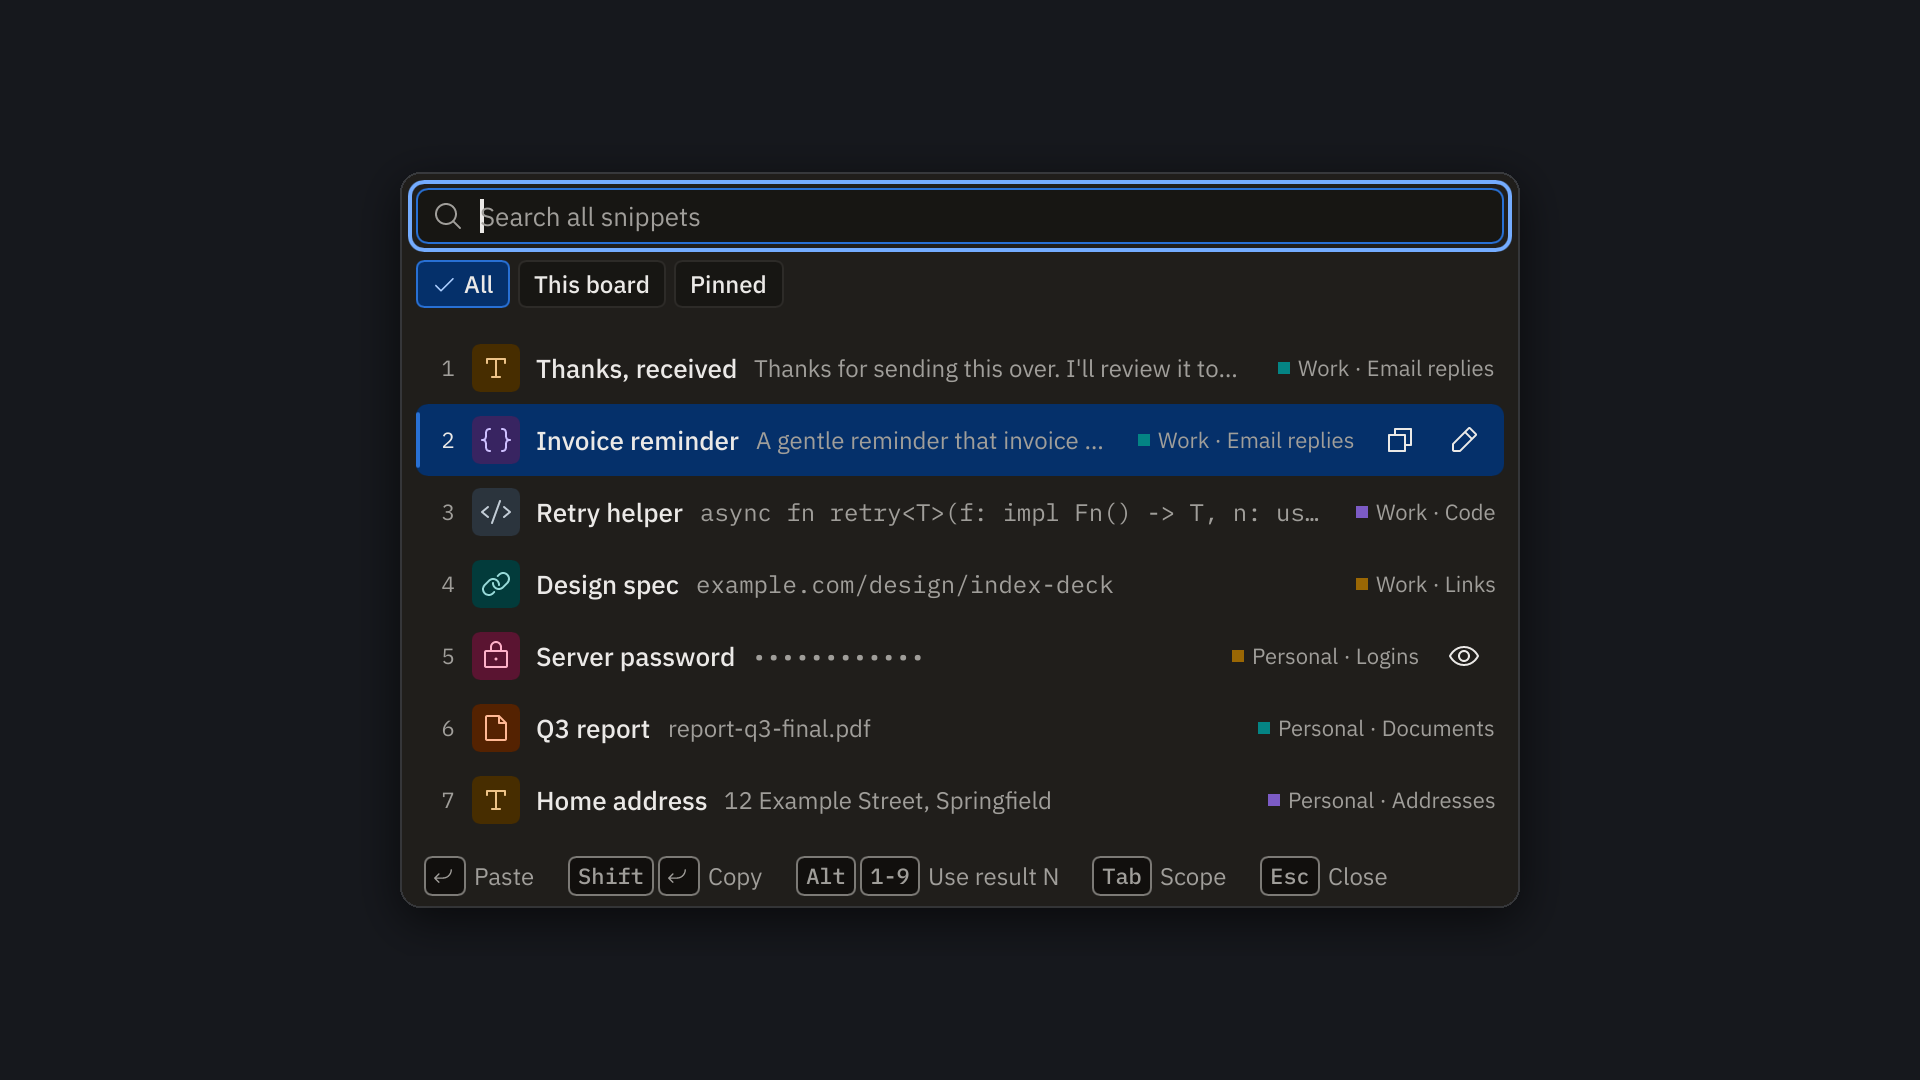 Search all snippets
All This board Pinned
1 Thanks, received Thanks for sending this over. I'll review it to... Work · Email replies
2 { } Invoice reminder A gentle reminder that invoice ... Work · Email replies
3 </> Retry helper async fn retry<T>(f: impl Fn() -> T, n: us… Work · Code
4 Design spec example.com/design/index-deck Work · Links
5 Server password •••••••••••• Personal · Logins
6 Q3 report report-q3-final.pdf Personal · Documents
7 Home address 12 Example Street, Springfield Personal · Addresses
Paste Shift Copy Alt 1-9 Use result N Tab Scope Esc Close